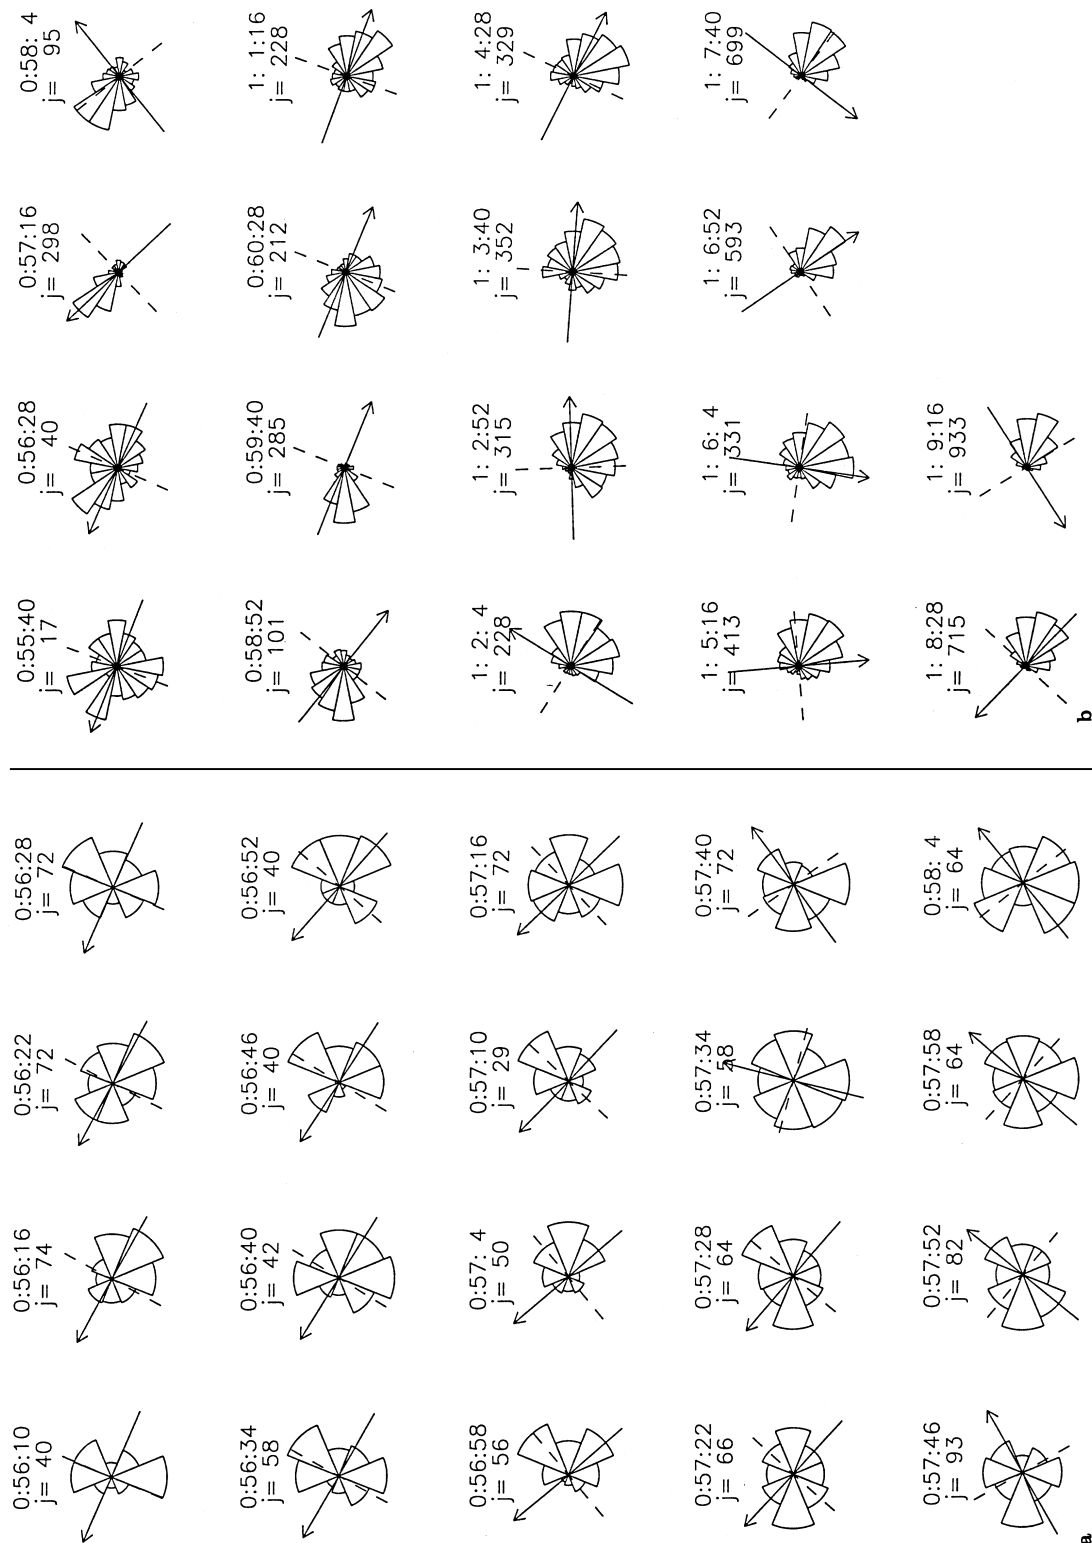 0:56:10
j= 40
0:56:16
j= 74
0:56:22
j= 72
0:56:28
j= 72
0:56:34
j= 58
0:56:40
j= 42
0:56:46
j= 40
0:56:52
j= 40
0:56:58
j= 56
0:57: 4
j= 50
0:57:10
j= 29
0:57:16
j= 72
0:57:22
j= 66
0:57:28
j= 64
0:57:34
j= 58
0:57:40
j= 72
0:57:46
j= 93
0:57:52
j= 82
0:57:58
j= 64
0:58: 4
j= 64
a
0:55:40
j= 17
0:56:28
j= 40
0:57:16
j= 298
0:58: 4
j= 95
0:58:52
j= 101
0:59:40
j= 285
0:60:28
j= 212
1: 1:16
j= 228
1: 2: 4
j= 228
1: 2:52
j= 315
1: 3:40
j= 352
1: 4:28
j= 329
1: 5:16
j= 413
1: 6: 4
j= 331
1: 6:52
j= 593
1: 7:40
j= 699
1: 8:28
j= 715
1: 9:16
j= 933
b